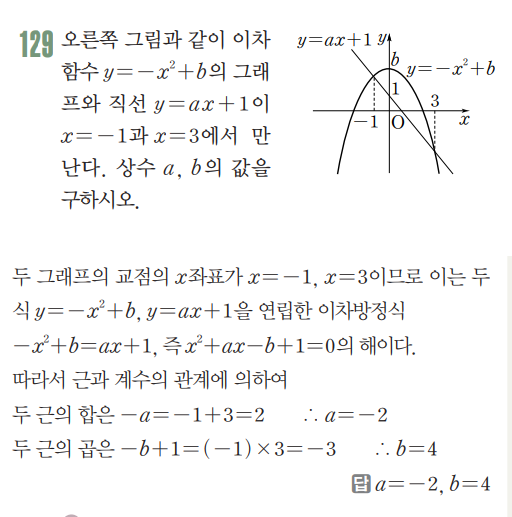 129 오른쪽 그림과 같이 이차
함수 y=-x²+b의 그래
프와 직선 y=ax+1이
x=-1과 x=3에서 만
난다. 상수 a, b의 값을
구하시오.
y=ax+1 y
b
y=-x²+b
1
3
-1 O x
두 그래프의 교점의 x좌표가 x=-1, x=3이므로 이는 두
식 y=-x²+b, y=ax+1을 연립한 이차방정식
-x²+b=ax+1, 즉 x²+ax-b+1=0의 해이다.
따라서 근과 계수의 관계에 의하여
두 근의 합은 -a=-1+3=2 ∴ a=-2
두 근의 곱은 -b+1=(-1)×3=-3 ∴ b=4
답 a=-2, b=4